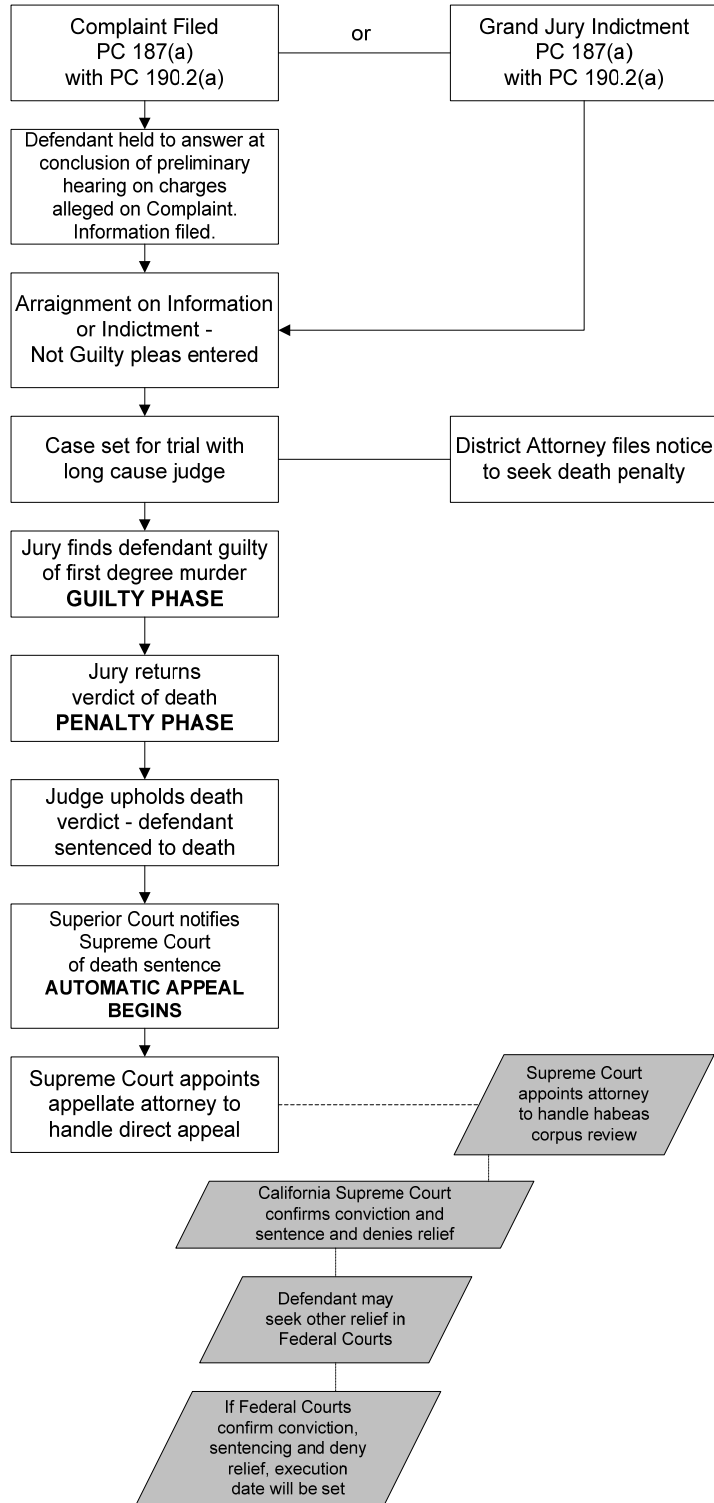 Complaint Filed
PC 187(a)
with PC 190.2(a)
or
Grand Jury Indictment
PC 187(a)
with PC 190.2(a)
Defendant held to answer at
conclusion of preliminary
hearing on charges
alleged on Complaint.
Information filed.
Arraignment on Information
or Indictment -
Not Guilty pleas entered
Case set for trial with
long cause judge
District Attorney files notice
to seek death penalty
Jury finds defendant guilty
of first degree murder
GUILTY PHASE
Jury returns
verdict of death
PENALTY PHASE
Judge upholds death
verdict - defendant
sentenced to death
Superior Court notifies
Supreme Court
of death sentence
AUTOMATIC APPEAL
BEGINS
Supreme Court appoints
appellate attorney to
handle direct appeal
Supreme Court
appoints attorney
to handle habeas
corpus review
California Supreme Court
confirms conviction and
sentence and denies relief
Defendant may
seek other relief in
Federal Courts
If Federal Courts
confirm conviction,
sentencing and deny
relief, execution
date will be set